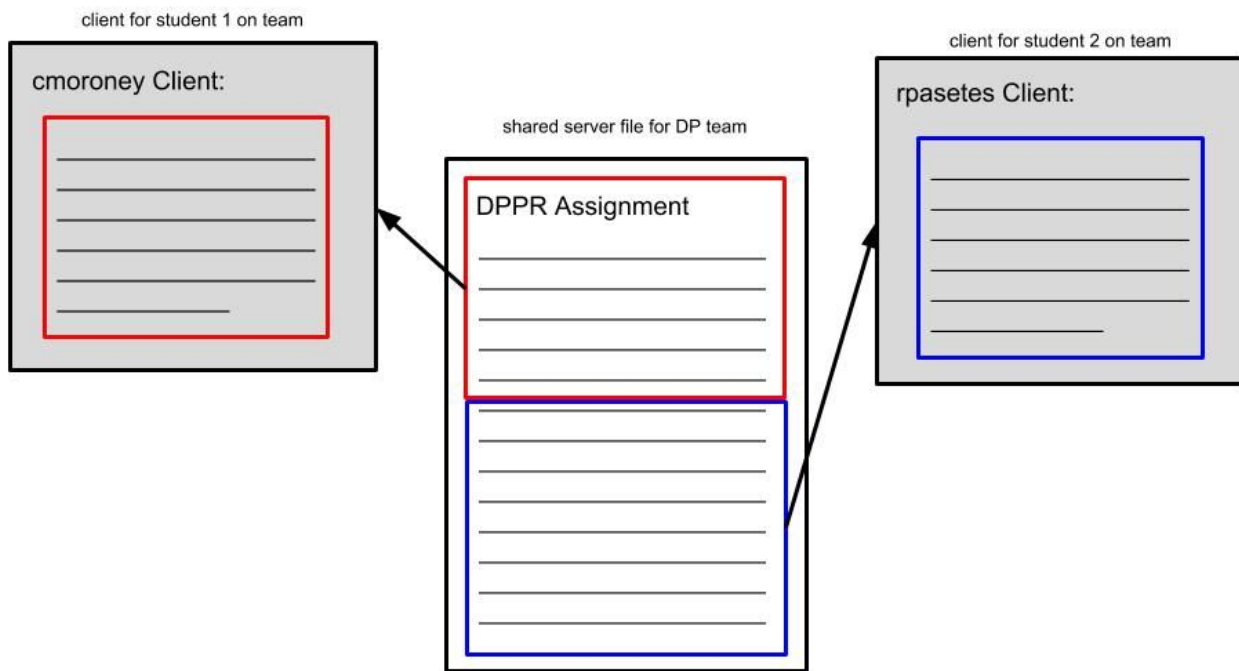 client for student 1 on team
cmoroney Client:
shared server file for DP team
DPPR Assignment
client for student 2 on team
rpasetes Client: